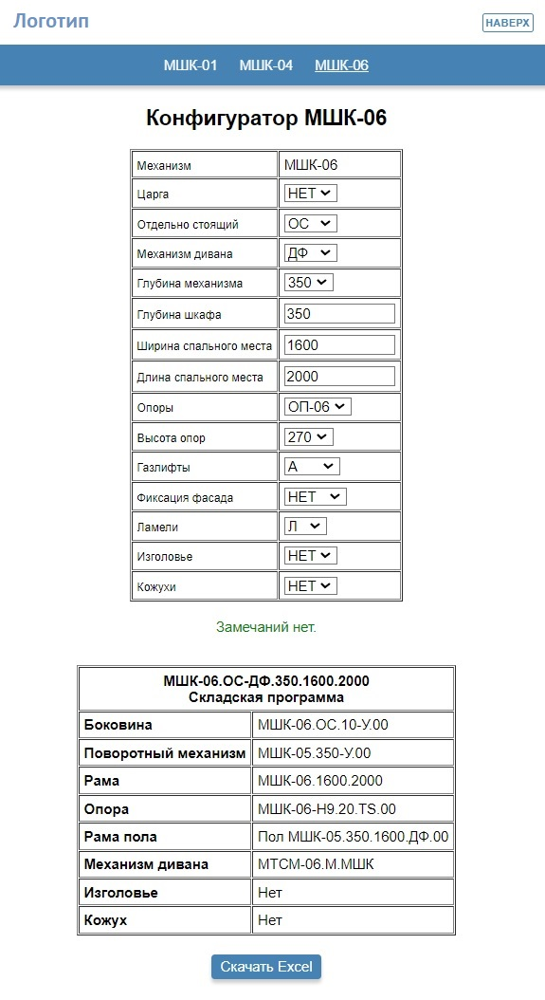 Логотип
НАВЕРХ
МШК-01 МШК-04 МШК-06
Конфигуратор МШК-06
Механизм МШК-06
Царга НЕТ
Отдельно стоящий ОС
Механизм дивана ДФ
Глубина механизма 350
Глубина шкафа 350
Ширина спального места 1600
Длина спального места 2000
Опоры ОП-06
Высота опор 270
Газлифты А
Фиксация фасада НЕТ
Ламели Л
Изголовье НЕТ
Кожухи НЕТ
Замечаний нет.
МШК-06.ОС-ДФ.350.1600.2000
Складская программа
Боковина МШК-06.ОС.10-У.00
Поворотный механизм МШК-05.350-У.00
Рама МШК-06.1600.2000
Опора МШК-06-Н9.20.TS.00
Рама пола Пол МШК-05.350.1600.ДФ.00
Механизм дивана МТСМ-06.М.МШК
Изголовье Нет
Кожух Нет
Скачать Excel